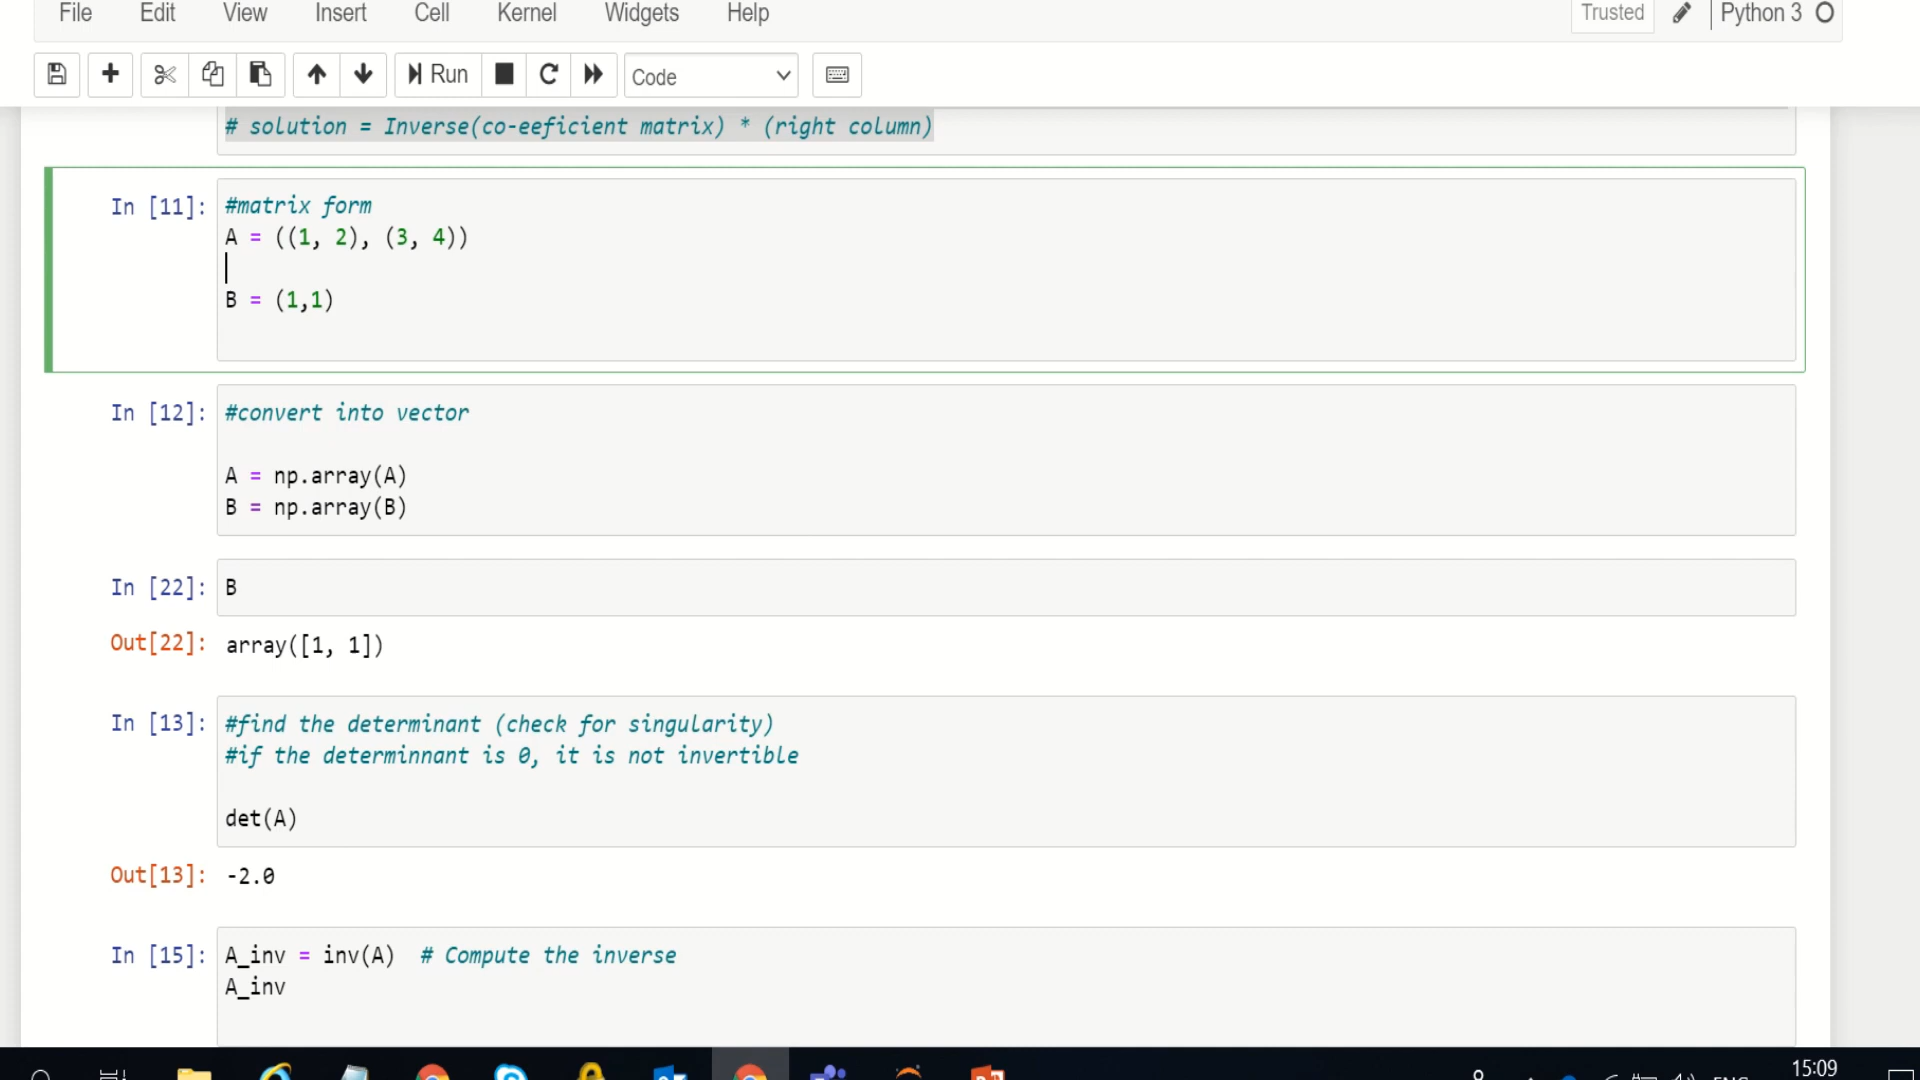 File Edit View Insert Cell Kernel Widgets Help Trusted Python 3
Run Code
# solution = Inverse(co-eeficient matrix) * (right column)
In [11]: #matrix form
A = ((1, 2), (3, 4))
B = (1,1)
In [12]: #convert into vector
A = np.array(A)
B = np.array(B)
In [22]: B
Out[22]: array([1, 1])
In [13]: #find the determinant (check for singularity)
#if the determinnant is 0, it is not invertible
det(A)
Out[13]: -2.0
In [15]: A_inv = inv(A)  # Compute the inverse
A_inv
15:09